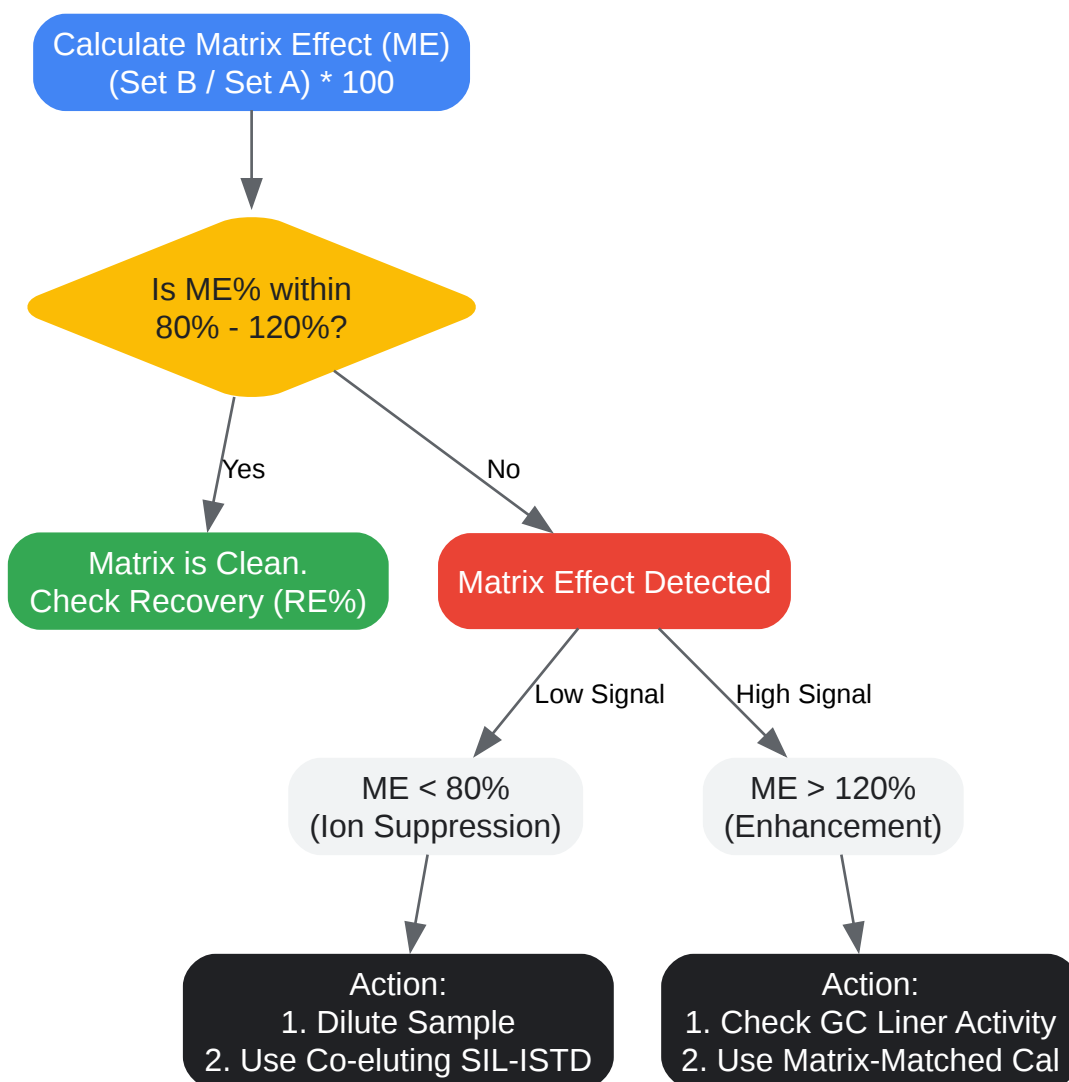 Calculate Matrix Effect (ME)
(Set B / Set A) * 100
Is ME% within
80% - 120%?
Yes
No
Matrix is Clean.
Check Recovery (RE%)
Matrix Effect Detected
Low Signal
High Signal
ME < 80%
(Ion Suppression)
ME > 120%
(Enhancement)
Action:
1. Dilute Sample
2. Use Co-eluting SIL-ISTD
Action:
1. Check GC Liner Activity
2. Use Matrix-Matched Cal